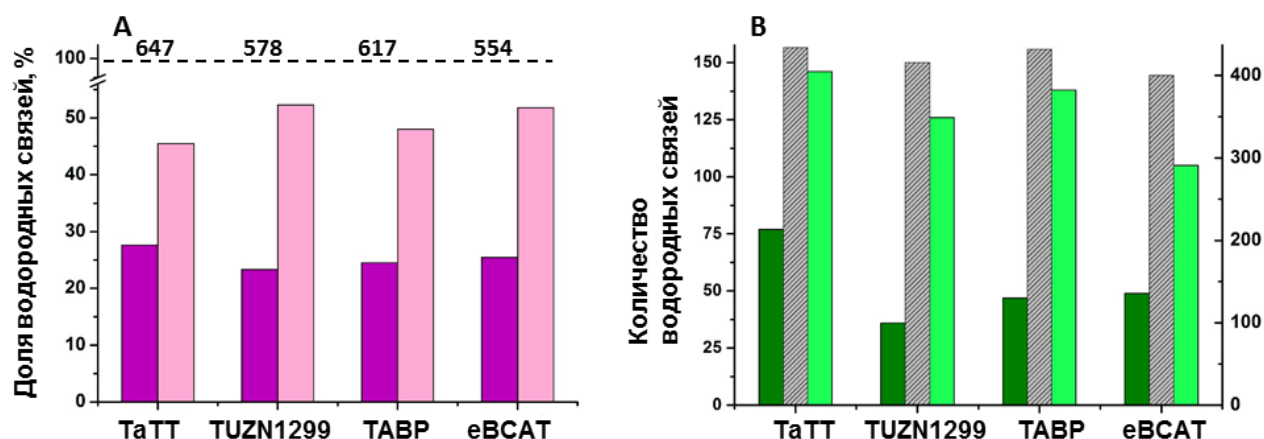 A
Доля водородных связей, %
100
50
40
30
20
10
0
647 578 617 554
TaTT TUZN1299 TABP eBCAT
B
Количество
водородных связей
150
125
100
75
50
25
0
400
300
200
100
0
TaTT TUZN1299 TABP eBCAT